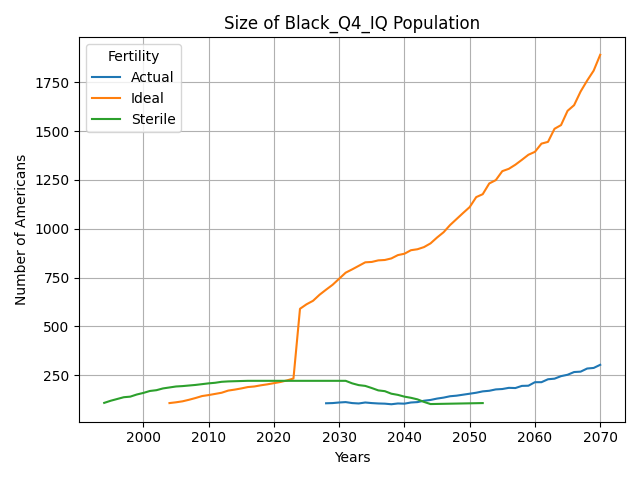 Size of Black_Q4_IQ Population
Fertility
Actual
Ideal
Sterile
Number of Americans
1750
1500
1250
1000
750
500
250
2000 2010 2020 2030 2040 2050 2060 2070
Years